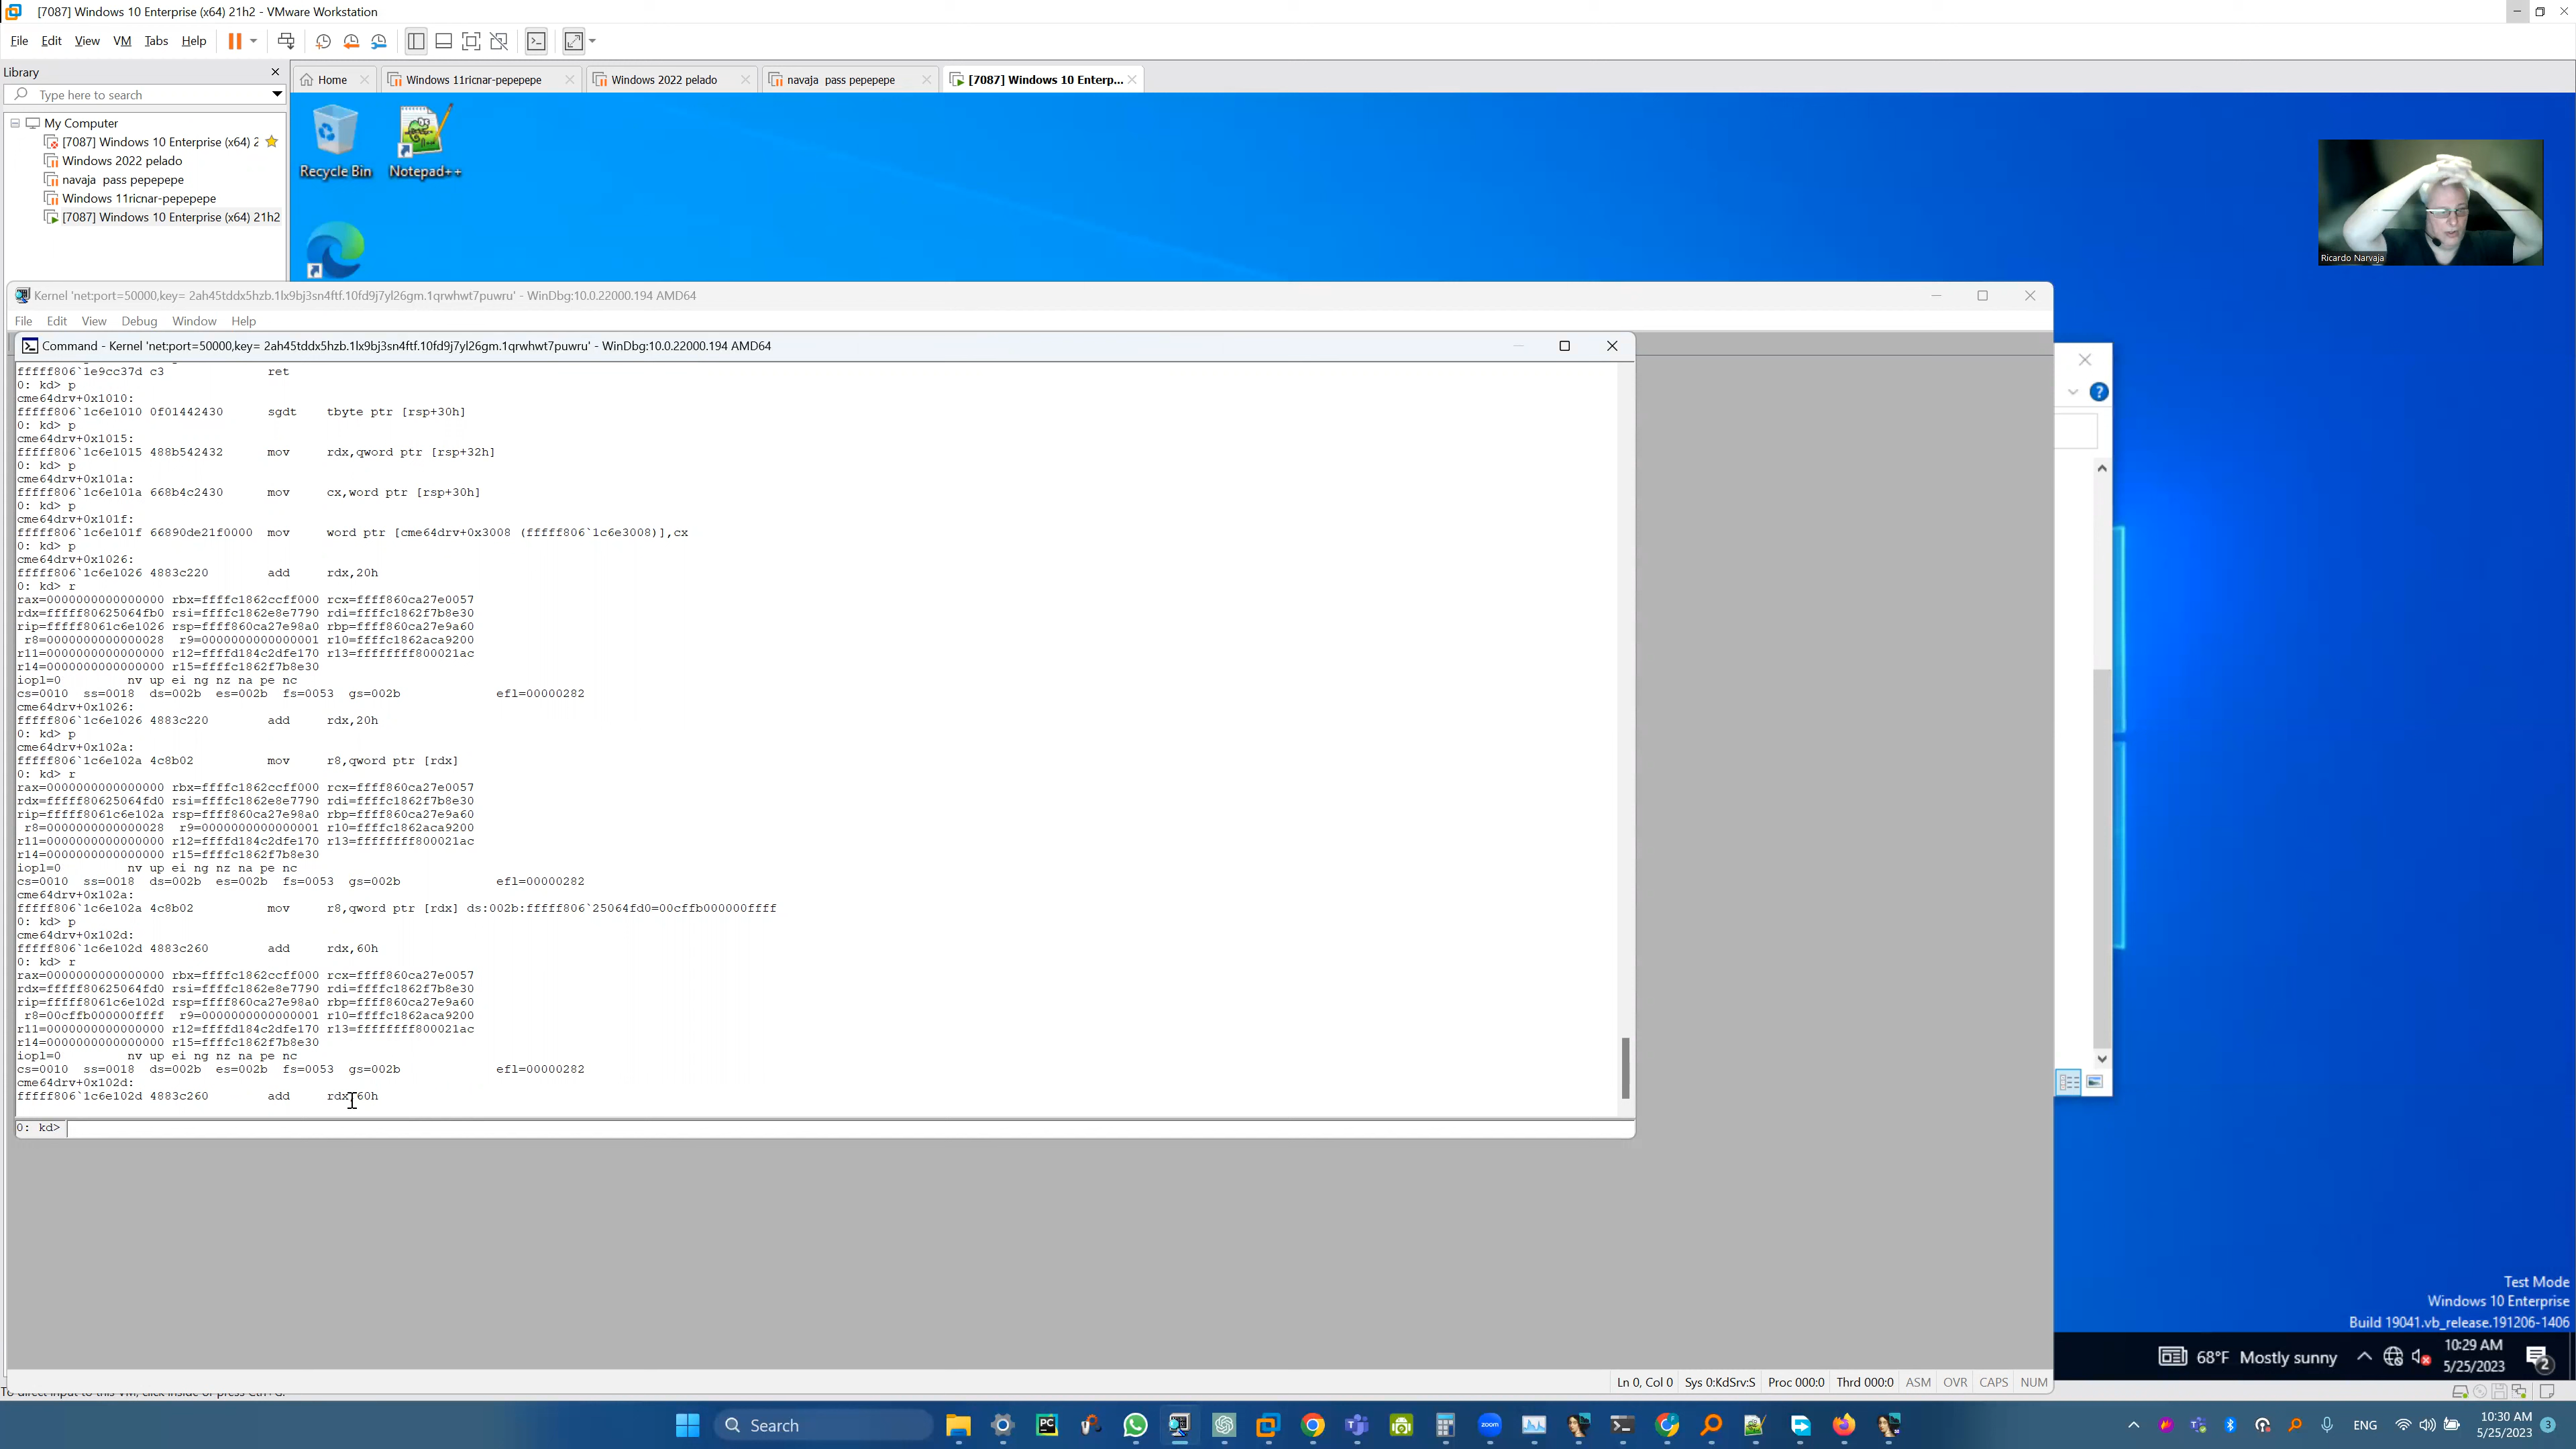 [7087] Windows 10 Enterprise (x64) 21h2 - VMware Workstation
File Edit View VM Tabs Help
Library
Type here to search
My Computer
[7087] Windows 10 Enterprise (x64) 2
Windows 2022 pelado
navaja pass pepepepe
Windows 11ricnar-pepepepe
[7087] Windows 10 Enterprise (x64) 21h2
Home
Windows 11ricnar-pepepepe
Windows 2022 pelado
navaja pass pepepepe
[7087] Windows 10 Enterp...
Recycle Bin
Notepad++
Ricardo Narvaja
Kernel 'net:port=50000,key= 2ah45tddx5hzb.1lx9bj3sn4ftf.10fd9j7yl26gm.1qrwhwt7puwru' - WinDbg:10.0.22000.194 AMD64
File Edit View Debug Window Help
Command - Kernel 'net:port=50000,key= 2ah45tddx5hzb.1lx9bj3sn4ftf.10fd9j7yl26gm.1qrwhwt7puwru' - WinDbg:10.0.22000.194 AMD64
fffff806`1e9cc37d c3 ret
0: kd> p
cme64drv+0x1010:
fffff806`1c6e1010 0f01442430 sgdt tbyte ptr [rsp+30h]
0: kd> p
cme64drv+0x1015:
fffff806`1c6e1015 488b542432 mov rdx,qword ptr [rsp+32h]
0: kd> p
cme64drv+0x101a:
fffff806`1c6e101a 668b4c2430 mov cx,word ptr [rsp+30h]
0: kd> p
cme64drv+0x101f:
fffff806`1c6e101f 66890de21f0000 mov word ptr [cme64drv+0x3008 (fffff806`1c6e3008)],cx
0: kd> p
cme64drv+0x1026:
fffff806`1c6e1026 4883c220 add rdx,20h
0: kd> r
rax=0000000000000000 rbx=ffffc1862ccff000 rcx=ffff860ca27e0057
rdx=fffff80625064fb0 rsi=ffffc1862e8e7790 rdi=ffffc1862f7b8e30
rip=fffff8061c6e1026 rsp=ffff860ca27e98a0 rbp=ffff860ca27e9a60
r8=0000000000000028 r9=0000000000000001 r10=ffffc1862aca9200
r11=0000000000000000 r12=ffffd184c2dfe170 r13=ffffffff800021ac
r14=0000000000000000 r15=ffffc1862f7b8e30
iopl=0 nv up ei ng nz na pe nc
cs=0010 ss=0018 ds=002b es=002b fs=0053 gs=002b efl=00000282
cme64drv+0x1026:
fffff806`1c6e1026 4883c220 add rdx,20h
0: kd> p
cme64drv+0x102a:
fffff806`1c6e102a 4c8b02 mov r8,qword ptr [rdx]
0: kd> r
rax=0000000000000000 rbx=ffffc1862ccff000 rcx=ffff860ca27e0057
rdx=fffff80625064fd0 rsi=ffffc1862e8e7790 rdi=ffffc1862f7b8e30
rip=fffff8061c6e102a rsp=ffff860ca27e98a0 rbp=ffff860ca27e9a60
r8=0000000000000028 r9=0000000000000001 r10=ffffc1862aca9200
r11=0000000000000000 r12=ffffd184c2dfe170 r13=ffffffff800021ac
r14=0000000000000000 r15=ffffc1862f7b8e30
iopl=0 nv up ei ng nz na pe nc
cs=0010 ss=0018 ds=002b es=002b fs=0053 gs=002b efl=00000282
cme64drv+0x102a:
fffff806`1c6e102a 4c8b02 mov r8,qword ptr [rdx] ds:002b:fffff806`25064fd0=00cffb000000ffff
0: kd> p
cme64drv+0x102d:
fffff806`1c6e102d 4883c260 add rdx,60h
0: kd> r
rax=0000000000000000 rbx=ffffc1862ccff000 rcx=ffff860ca27e0057
rdx=fffff80625064fd0 rsi=ffffc1862e8e7790 rdi=ffffc1862f7b8e30
rip=fffff8061c6e102d rsp=ffff860ca27e98a0 rbp=ffff860ca27e9a60
r8=00cffb000000ffff r9=0000000000000001 r10=ffffc1862aca9200
r11=0000000000000000 r12=ffffd184c2dfe170 r13=ffffffff800021ac
r14=0000000000000000 r15=ffffc1862f7b8e30
iopl=0 nv up ei ng nz na pe nc
cs=0010 ss=0018 ds=002b es=002b fs=0053 gs=002b efl=00000282
cme64drv+0x102d:
fffff806`1c6e102d 4883c260 add rdx,60h
0: kd>
Ln 0, Col 0 Sys 0:KdSrv:S Proc 000:0 Thrd 000:0 ASM OVR CAPS NUM
Test Mode
Windows 10 Enterprise
Build 19041.vb_release.191206-1406
68°F Mostly sunny
10:29 AM
5/25/2023
2
To direct input to this VM, click inside or press Ctrl+G.
Search
PC
zoom
ENG
10:30 AM
5/25/2023
3